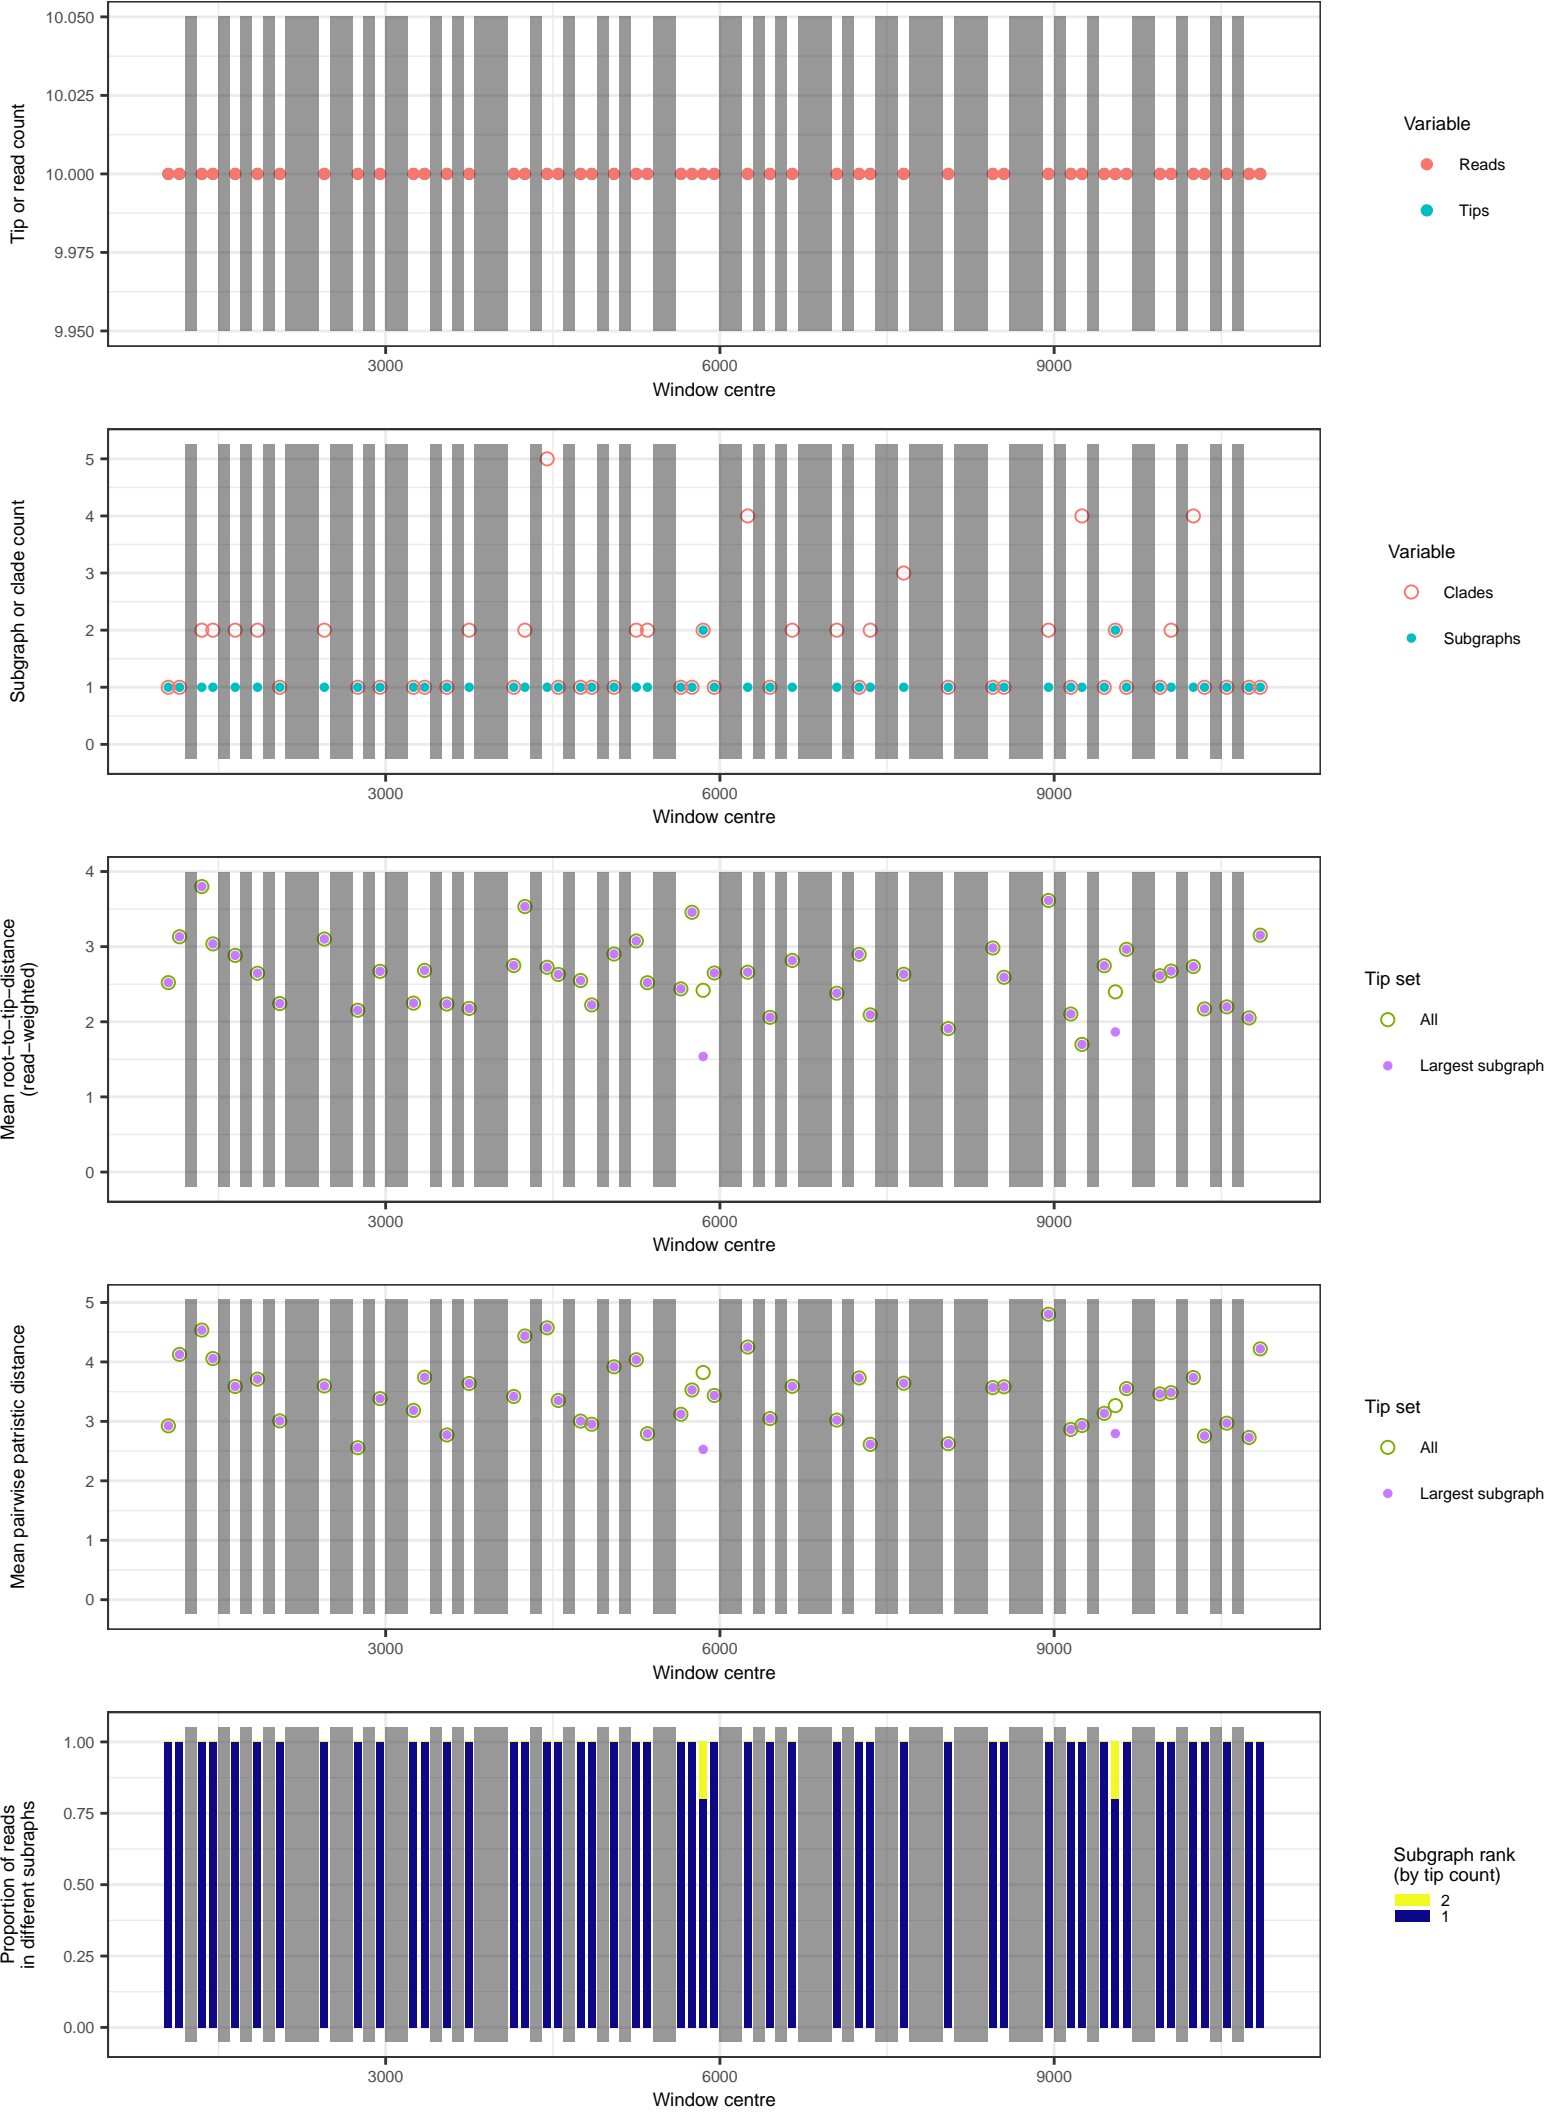 10.050
10.025
10.000
9.975
9.950
Tip or read count
3000
6000
9000
Window centre
Variable
Reads
Tips
5
4
3
2
1
0
Subgraph or clade count
3000
6000
9000
Window centre
Variable
Clades
Subgraphs
4
3
2
1
0
Mean root−to−tip−distance
(read−weighted)
3000
6000
9000
Window centre
Tip set
All
Largest subgraph
5
4
3
2
1
0
Mean pairwise patristic distance
3000
6000
9000
Window centre
Tip set
All
Largest subgraph
1.00
0.75
0.50
0.25
0.00
Proportion of reads
in different subraphs
3000
6000
9000
Window centre
Subgraph rank
(by tip count)
2
1